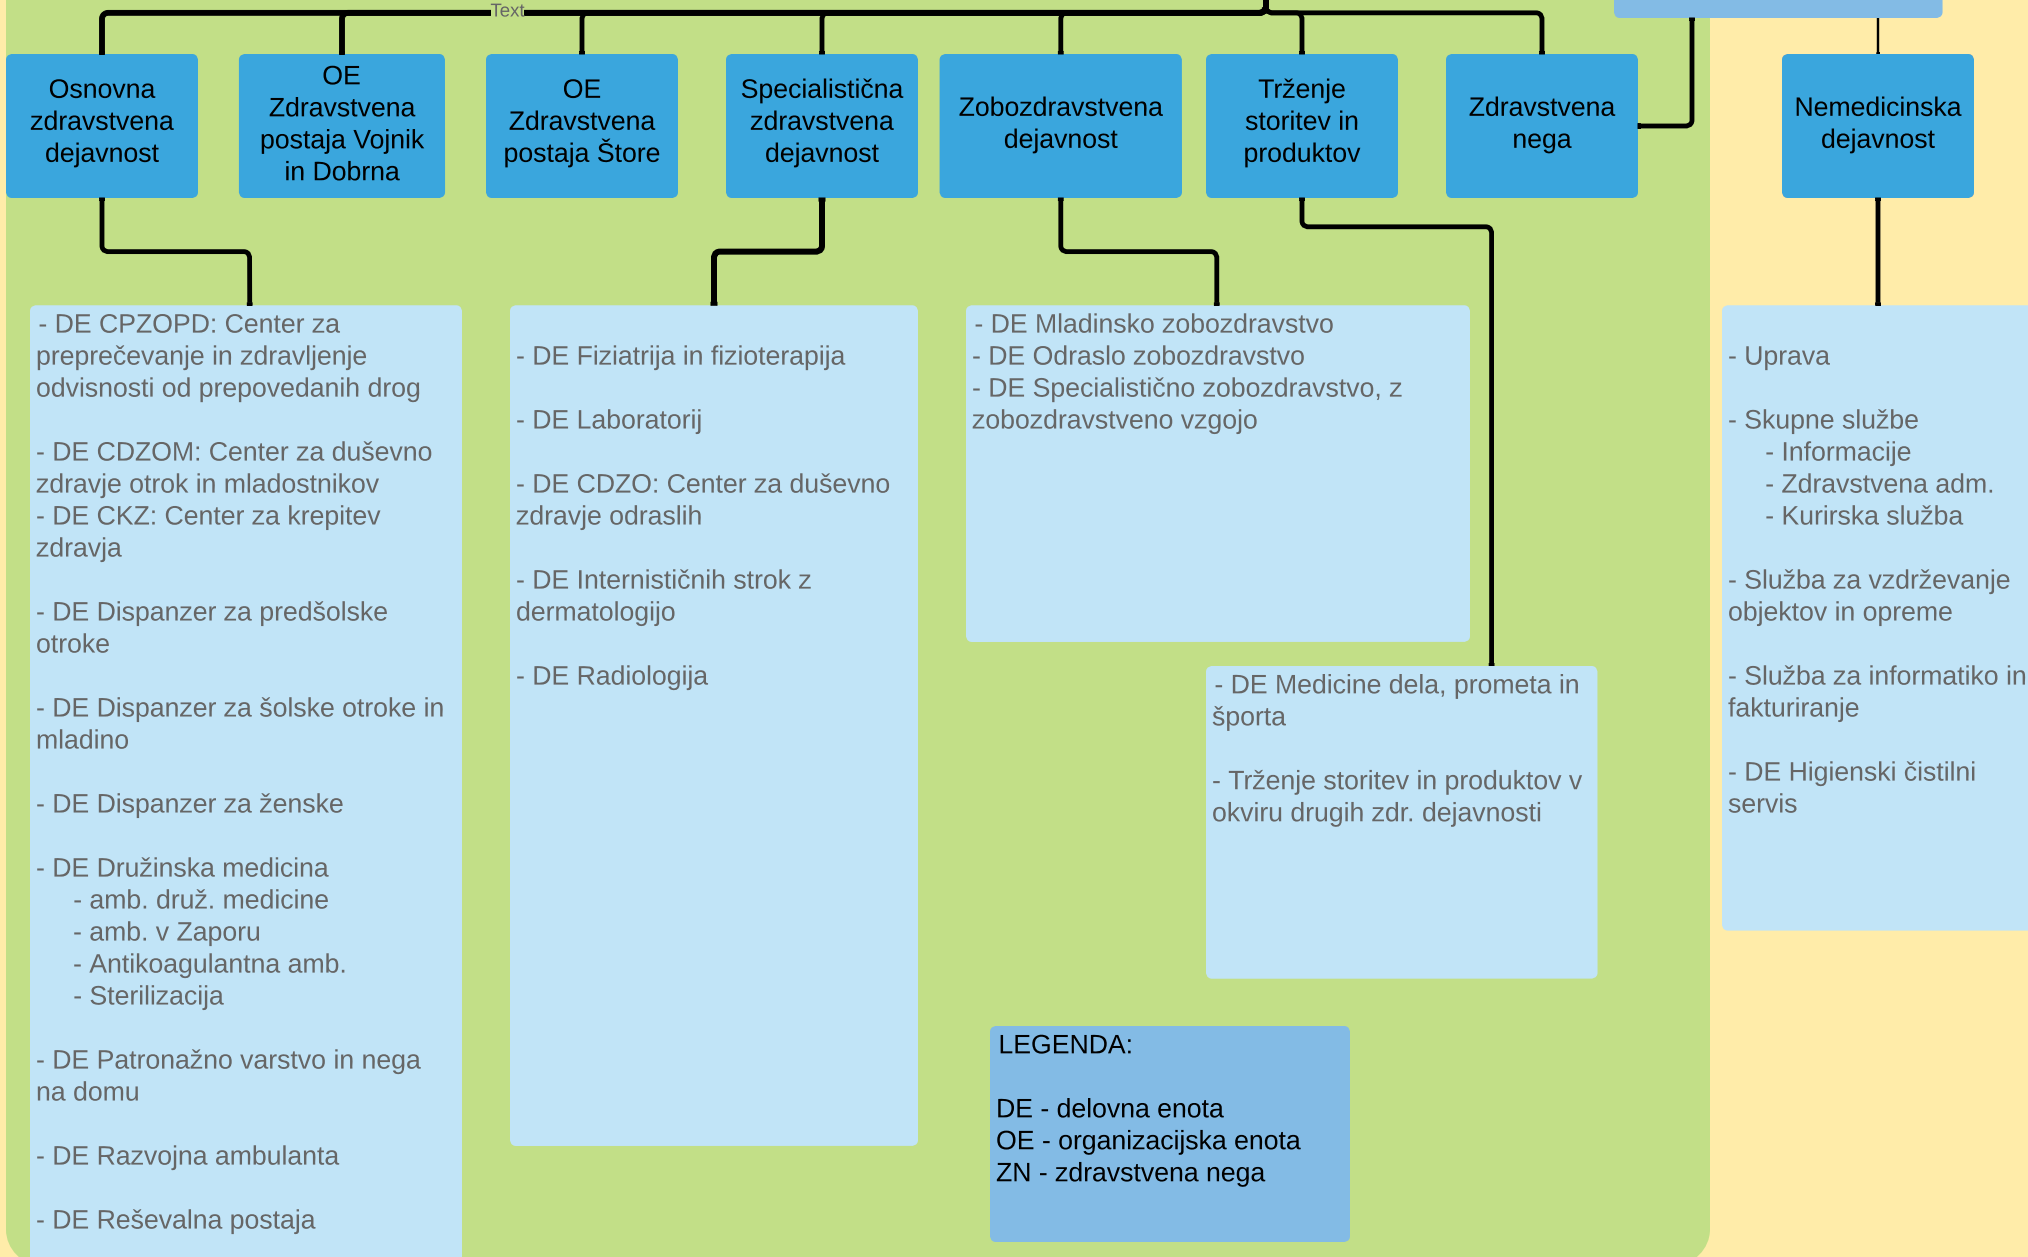 Text
Osnovna
zdravstvena
dejavnost
OE
Zdravstvena
postaja Vojnik
in Dobrna
OE
Zdravstvena
postaja Štore
Specialistična
zdravstvena
dejavnost
Zobozdravstvena
dejavnost
Trženje
storitev in
produktov
Zdravstvena
nega
Nemedicinska
dejavnost
- DE CPZOPD: Center za
preprečevanje in zdravljenje
odvisnosti od prepovedanih drog
- DE CDZOM: Center za duševno
zdravje otrok in mladostnikov
- DE CKZ: Center za krepitev
zdravja
- DE Dispanzer za predšolske
otroke
- DE Dispanzer za šolske otroke in
mladino
- DE Dispanzer za ženske
- DE Družinska medicina
- amb. druž. medicine
- amb. v Zaporu
- Antikoagulantna amb.
- Sterilizacija
- DE Patronažno varstvo in nega
na domu
- DE Razvojna ambulanta
- DE Reševalna postaja
- DE Fiziatrija in fizioterapija
- DE Laboratorij
- DE CDZO: Center za duševno
zdravje odraslih
- DE Internističnih strok z
dermatologijo
- DE Radiologija
- DE Mladinsko zobozdravstvo
- DE Odraslo zobozdravstvo
- DE Specialistično zobozdravstvo, z
zobozdravstveno vzgojo
- DE Medicine dela, prometa in
športa
- Trženje storitev in produktov v
okviru drugih zdr. dejavnosti
- Uprava
- Skupne službe
- Informacije
- Zdravstvena adm.
- Kurirska služba
- Služba za vzdrževanje
objektov in opreme
- Služba za informatiko in
fakturiranje
- DE Higienski čistilni
servis
LEGENDA:
DE - delovna enota
OE - organizacijska enota
ZN - zdravstvena nega